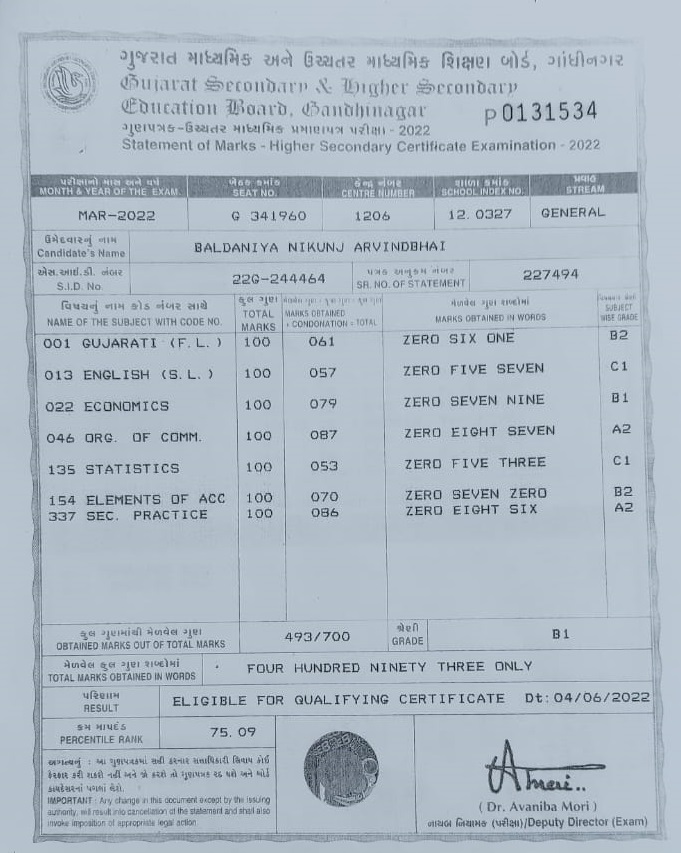 ગુજરાત માધ્યમિક અને ઉચ્ચતર માધ્યમિક શિક્ષણ બોર્ડ, ગાંધીનગર
Gujarat Secondary & Higher Secondary
Education Board, Gandhinagar
P0131534
ગુણપત્રક-ઉચ્ચતર માધ્યમિક પ્રમાણપત્ર પરીક્ષા - 2022
Statement of Marks - Higher Secondary Certificate Examination - 2022
પરીક્ષાનો માસ અને વર્ષ બેઠક ક્રમાંક કેન્દ્ર નંબર શાળા ક્રમાંક પ્રવાહ
MONTH & YEAR OF THE EXAM. SEAT NO. CENTRE NUMBER SCHOOL INDEX NO. STREAM
MAR-2022 G 341960 1206 12. 0327 GENERAL
ઉમેદવારનું નામ
Candidate's Name BALDANIYA NIKUNJ ARVINDBHAI
એસ.આઈ.ડી. નંબર પત્રક અનુક્રમ નંબર
S.I.D. No. 22G-244464 SR. NO. OF STATEMENT 227494
વિષયનું નામ કોડ નંબર સાથે કુલ ગુણ મેળવેલ ગુણ શબ્દોમાં
NAME OF THE SUBJECT WITH CODE NO. TOTAL MARKS MARKS OBTAINED + CONDONATION = TOTAL MARKS OBTAINED IN WORDS SUBJECT WISE GRADE
001 GUJARATI (F.L.) 100 061 ZERO SIX ONE B2
013 ENGLISH (S.L.) 100 057 ZERO FIVE SEVEN C1
022 ECONOMICS 100 079 ZERO SEVEN NINE B1
046 ORG. OF COMM. 100 087 ZERO EIGHT SEVEN A2
135 STATISTICS 100 053 ZERO FIVE THREE C1
154 ELEMENTS OF ACC 100 070 ZERO SEVEN ZERO B2
337 SEC. PRACTICE 100 086 ZERO EIGHT SIX A2
કુલ ગુણમાંથી મેળવેલ ગુણ શ્રેણી
OBTAINED MARKS OUT OF TOTAL MARKS 493/700 GRADE B1
મેળવેલ કુલ ગુણ શબ્દોમાં
TOTAL MARKS OBTAINED IN WORDS FOUR HUNDRED NINETY THREE ONLY
પરિણામ
RESULT ELIGIBLE FOR QUALIFYING CERTIFICATE Dt: 04/06/2022
ક્રમ માપદંડ
PERCENTILE RANK 75. 09
અગત્યનું : આ ગુણપત્રકમાં સહી કરનાર સત્તાધિકારી સિવાય કોઈ
ફેરફાર કરી શકશે નહીં અને જો કરશે તો ગુણપત્રક રદ થશે અને બોર્ડ
કાયદેસરનાં પગલાં લેશે.
IMPORTANT : Any change in this document except by the issuing
authority, will result into cancellation of the statement and shall also
invoke imposition of appropriate legal action.
( Dr. Avaniba Mori )
નાયબ નિયામક (પરીક્ષા)/Deputy Director (Exam)